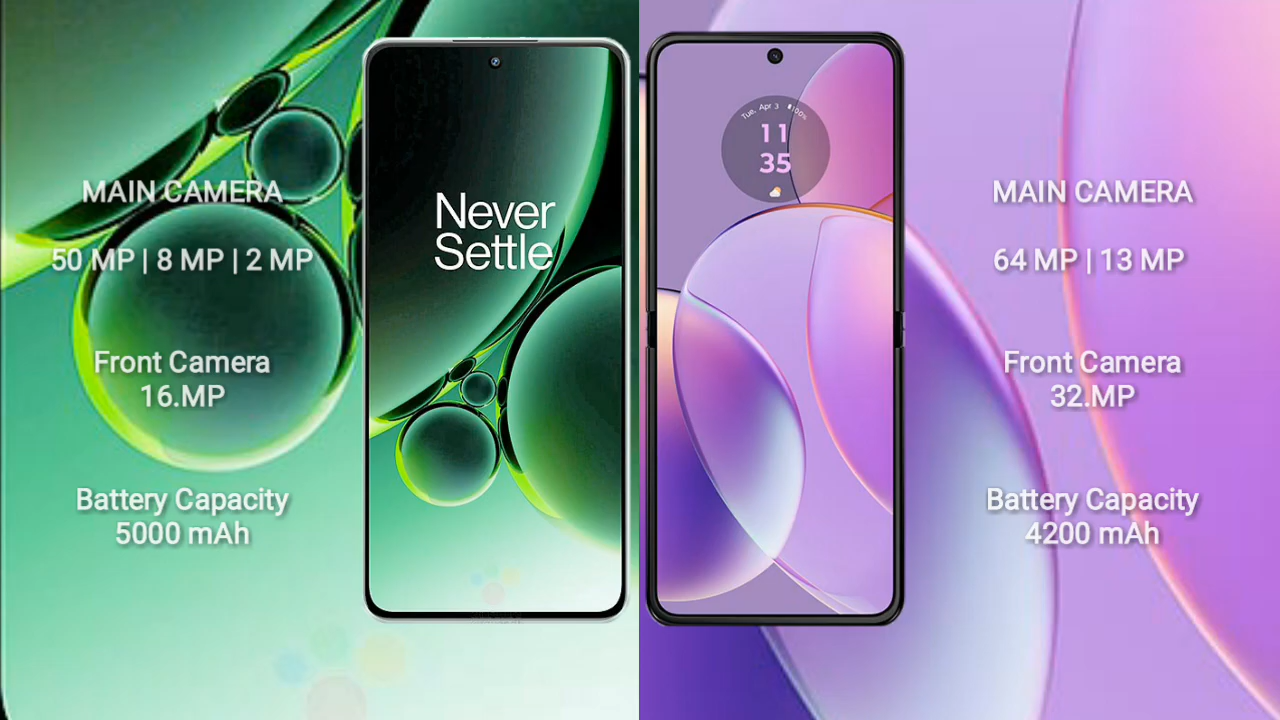 MAIN CAMERA
50 MP | 8 MP | 2 MP
Front Camera
16.MP
Battery Capacity
5000 mAh
Never
Settle
Tue, Apr 3 100%
11
35
MAIN CAMERA
64 MP | 13 MP
Front Camera
32.MP
Battery Capacity
4200 mAh